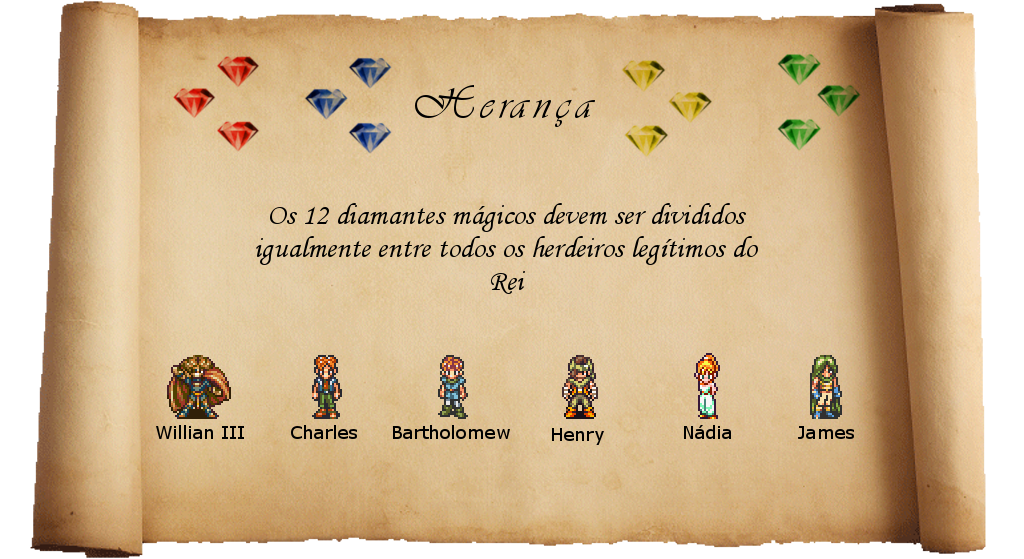 Herança
Os 12 diamantes mágicos devem ser divididos
igualmente entre todos os herdeiros legítimos do
Rei
Willian III
Charles
Bartholomew
Henry
Nádia
James